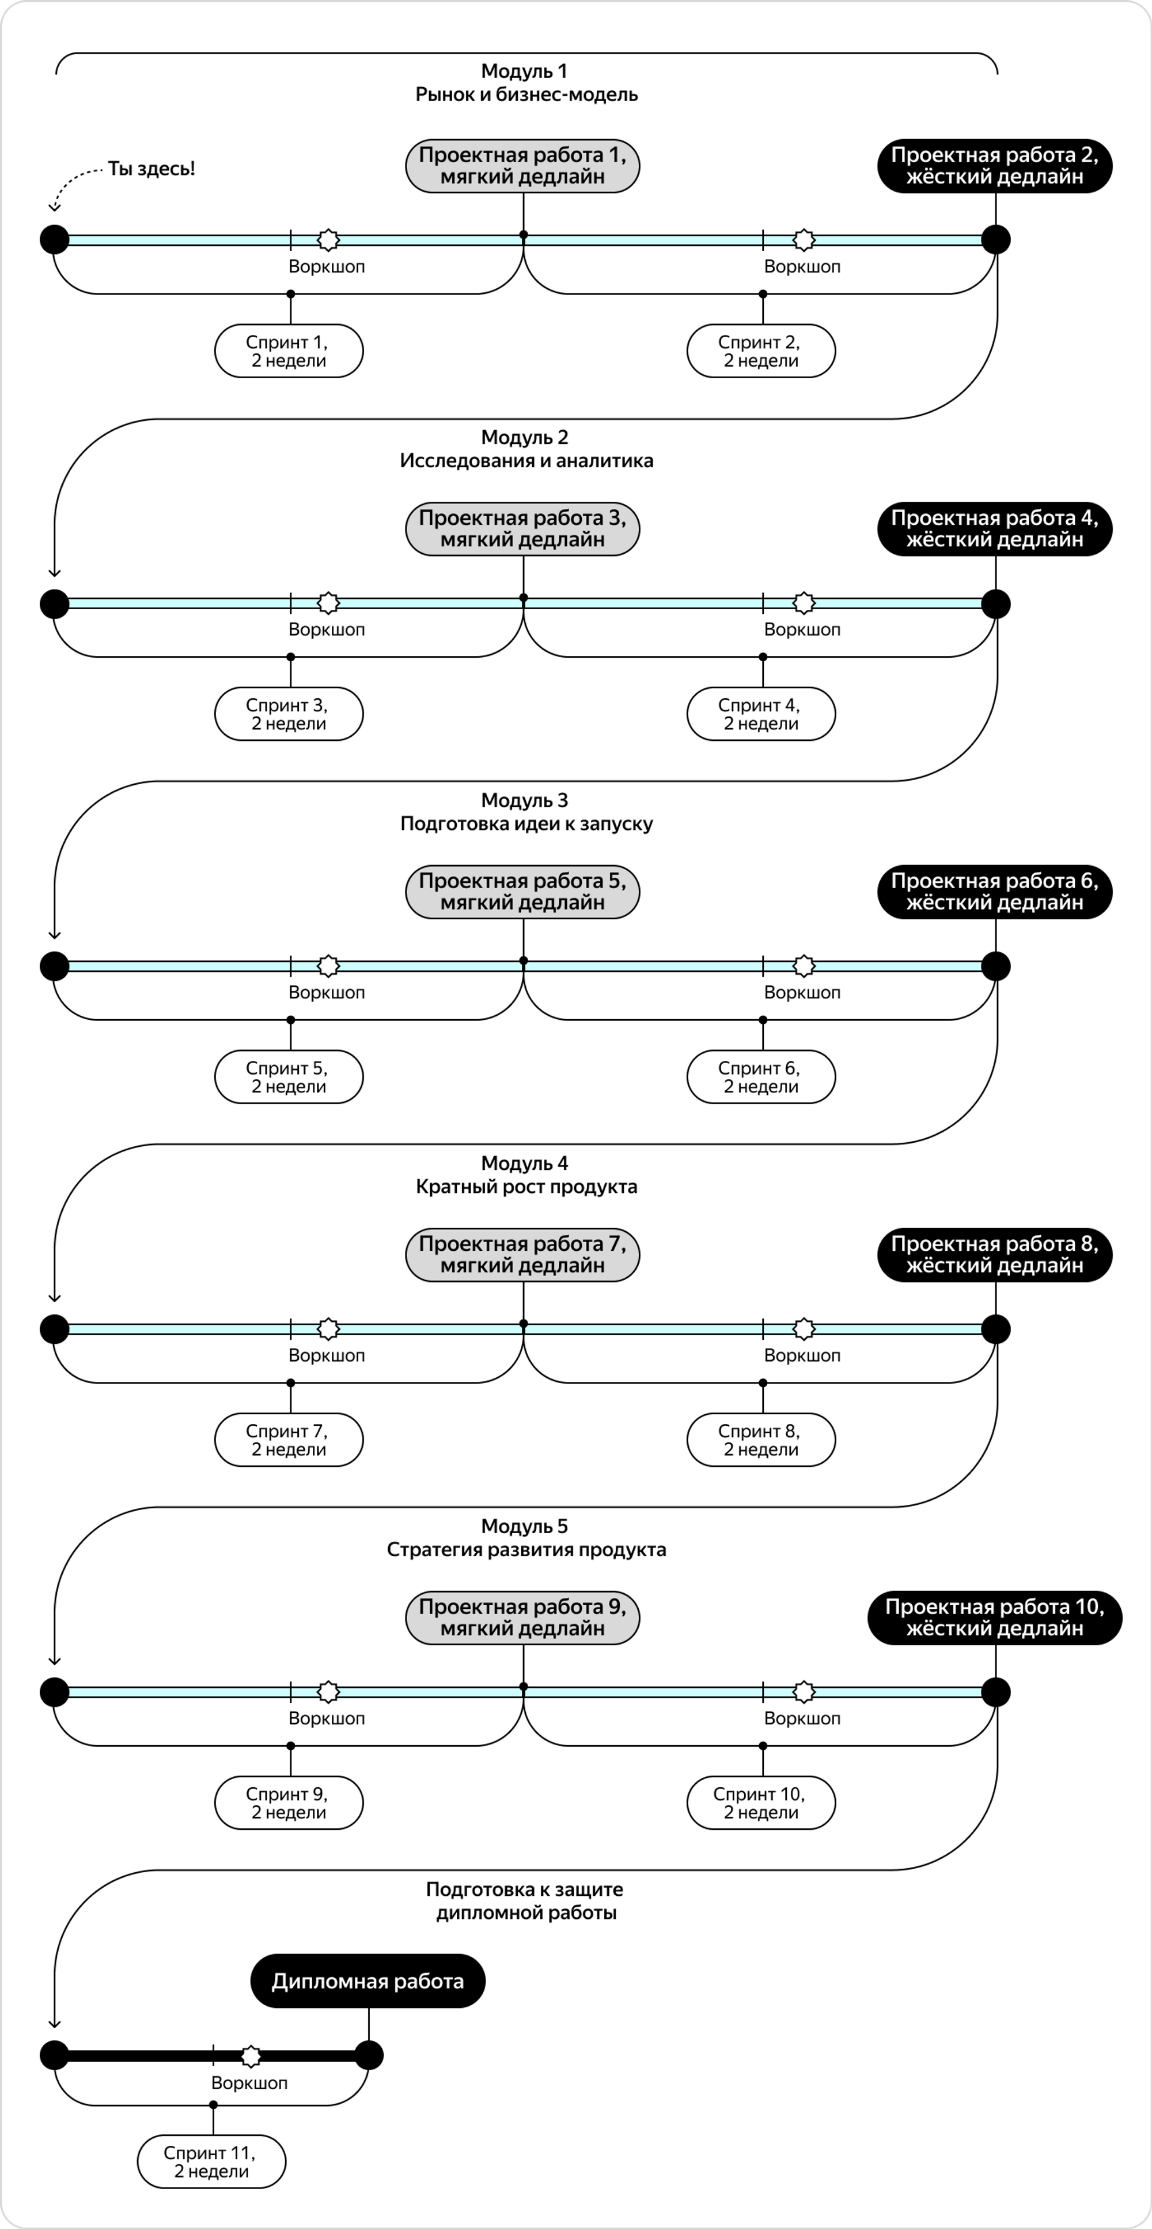 Модуль 1
Рынок и бизнес-модель
Ты здесь!
Проектная работа 1,
мягкий дедлайн
Проектная работа 2,
жёсткий дедлайн
Воркшоп
Воркшоп
Спринт 1,
2 недели
Спринт 2,
2 недели
Модуль 2
Исследования и аналитика
Проектная работа 3,
мягкий дедлайн
Проектная работа 4,
жёсткий дедлайн
Воркшоп
Воркшоп
Спринт 3,
2 недели
Спринт 4,
2 недели
Модуль 3
Подготовка идеи к запуску
Проектная работа 5,
мягкий дедлайн
Проектная работа 6,
жёсткий дедлайн
Воркшоп
Воркшоп
Спринт 5,
2 недели
Спринт 6,
2 недели
Модуль 4
Кратный рост продукта
Проектная работа 7,
мягкий дедлайн
Проектная работа 8,
жёсткий дедлайн
Воркшоп
Воркшоп
Спринт 7,
2 недели
Спринт 8,
2 недели
Модуль 5
Стратегия развития продукта
Проектная работа 9,
мягкий дедлайн
Проектная работа 10,
жёсткий дедлайн
Воркшоп
Воркшоп
Спринт 9,
2 недели
Спринт 10,
2 недели
Подготовка к защите
дипломной работы
Дипломная работа
Воркшоп
Спринт 11,
2 недели